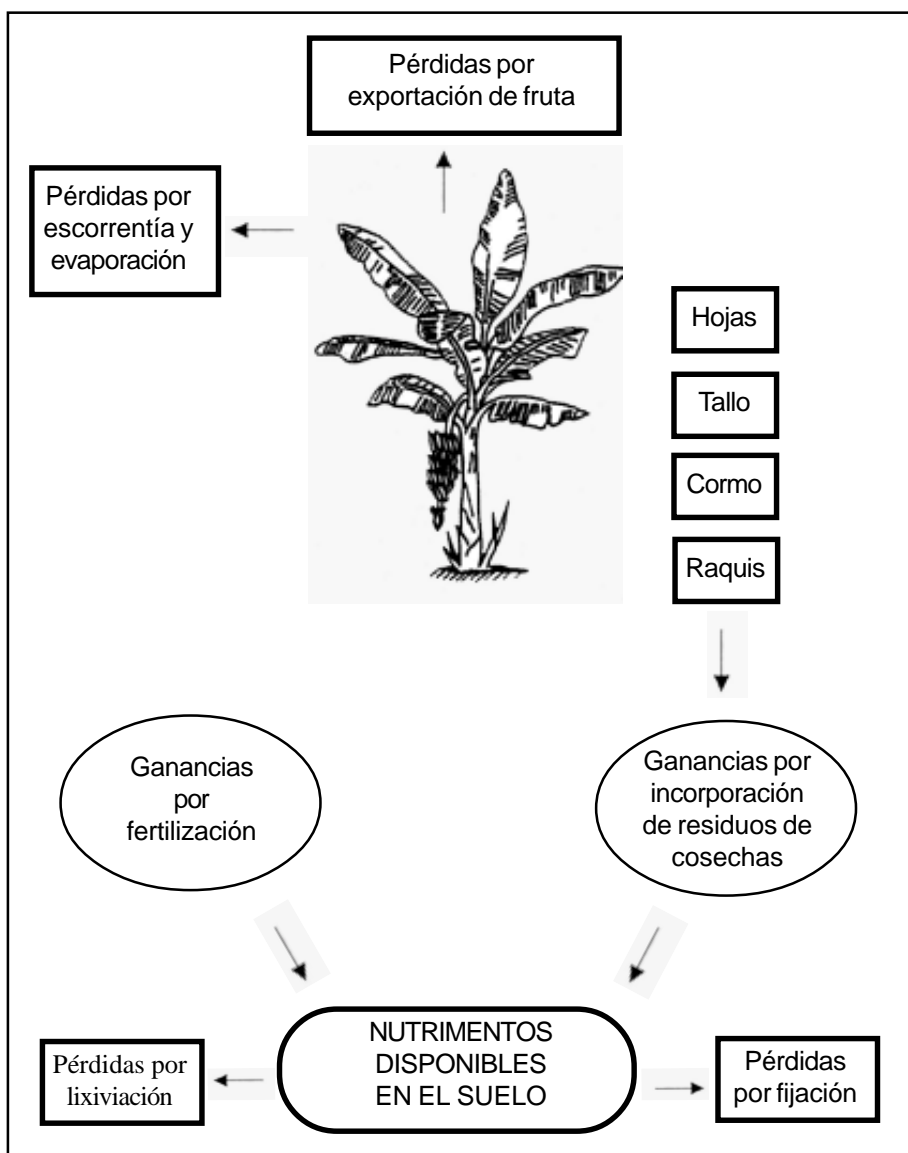 Pérdidas por
exportación de fruta
Pérdidas por
escorrentía y
evaporación
Hojas
Tallo
Cormo
Raquis
Ganancias
por
fertilización
Ganancias por
incorporación
de residuos de
cosechas
NUTRIMENTOS
DISPONIBLES
EN EL SUELO
Pérdidas por
lixiviación
Pérdidas
por fijación